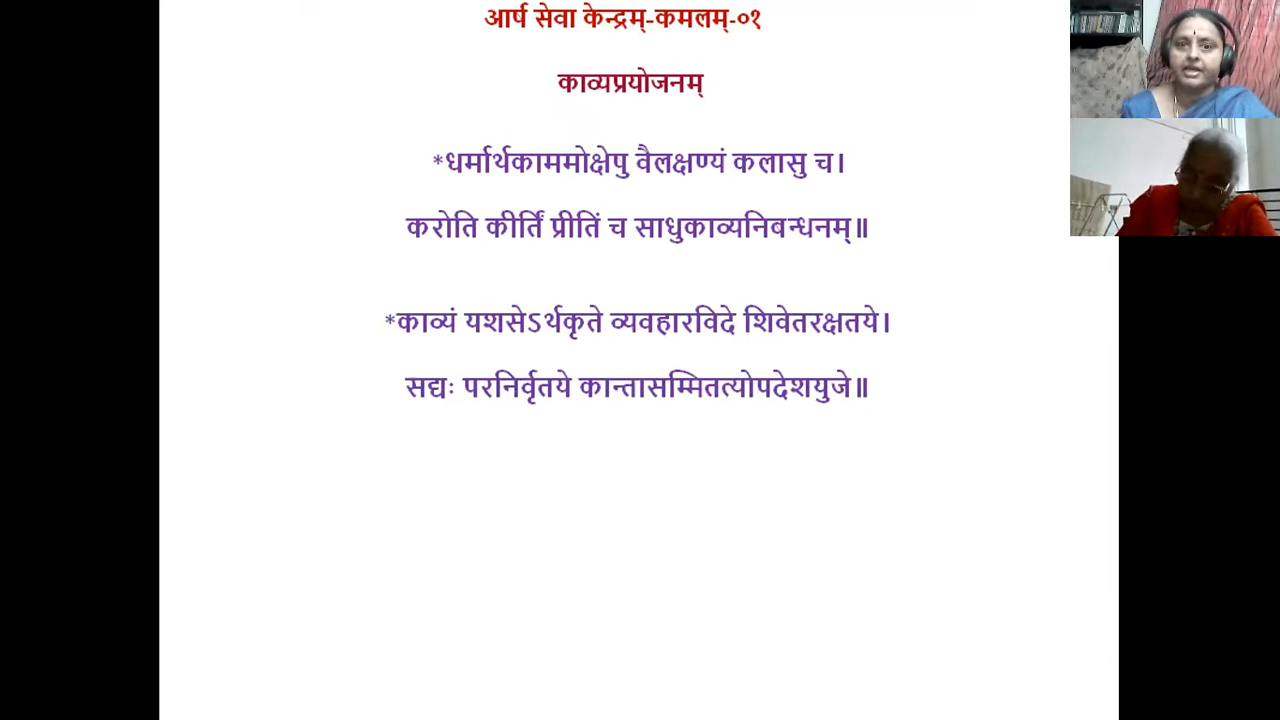 आर्ष सेवा केन्द्रम्-कमलम्-०१
काव्यप्रयोजनम्
*धर्मार्थकाममोक्षेपु वैलक्षण्यं कलासु च।
करोति कीर्तिं प्रीतिं च साधुकाव्यनिबन्धनम्॥
*काव्यं यशसेऽर्थकृते व्यवहारविदे शिवेतरक्षतये।
सद्यः परनिर्वृतये कान्तासम्मिततत्योपदेशयुजे॥